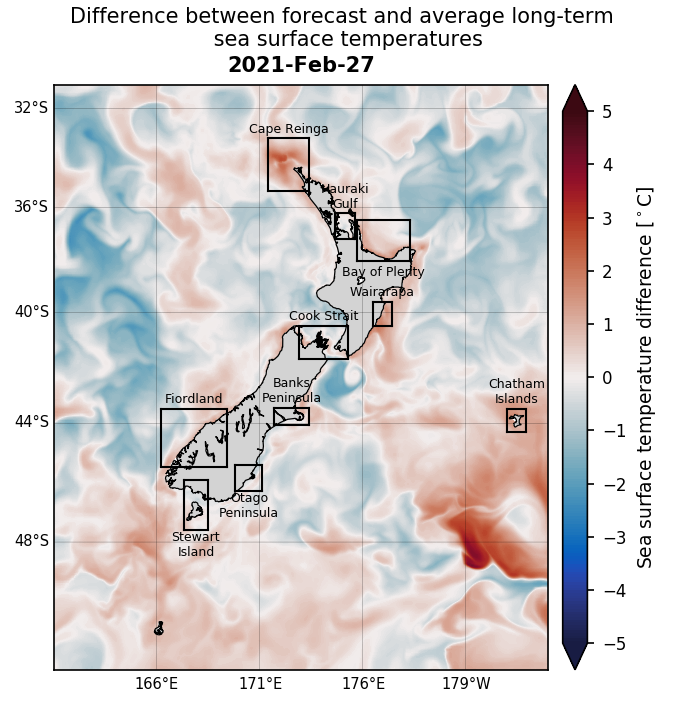 Difference between forecast and average long-term
sea surface temperatures
2021-Feb-27
32°S
36°S
40°S
44°S
48°S
Cape Reinga
Hauraki
Gulf
Bay of Plenty
Wairarapa
Cook Strait
Banks
Peninsula
Fiordland
Chatham
Islands
Otago
Peninsula
Stewart
Island
166°E
171°E
176°E
179°W
5
4
3
2
1
0
−1
−2
−3
−4
−5
Sea surface temperature difference [°C]